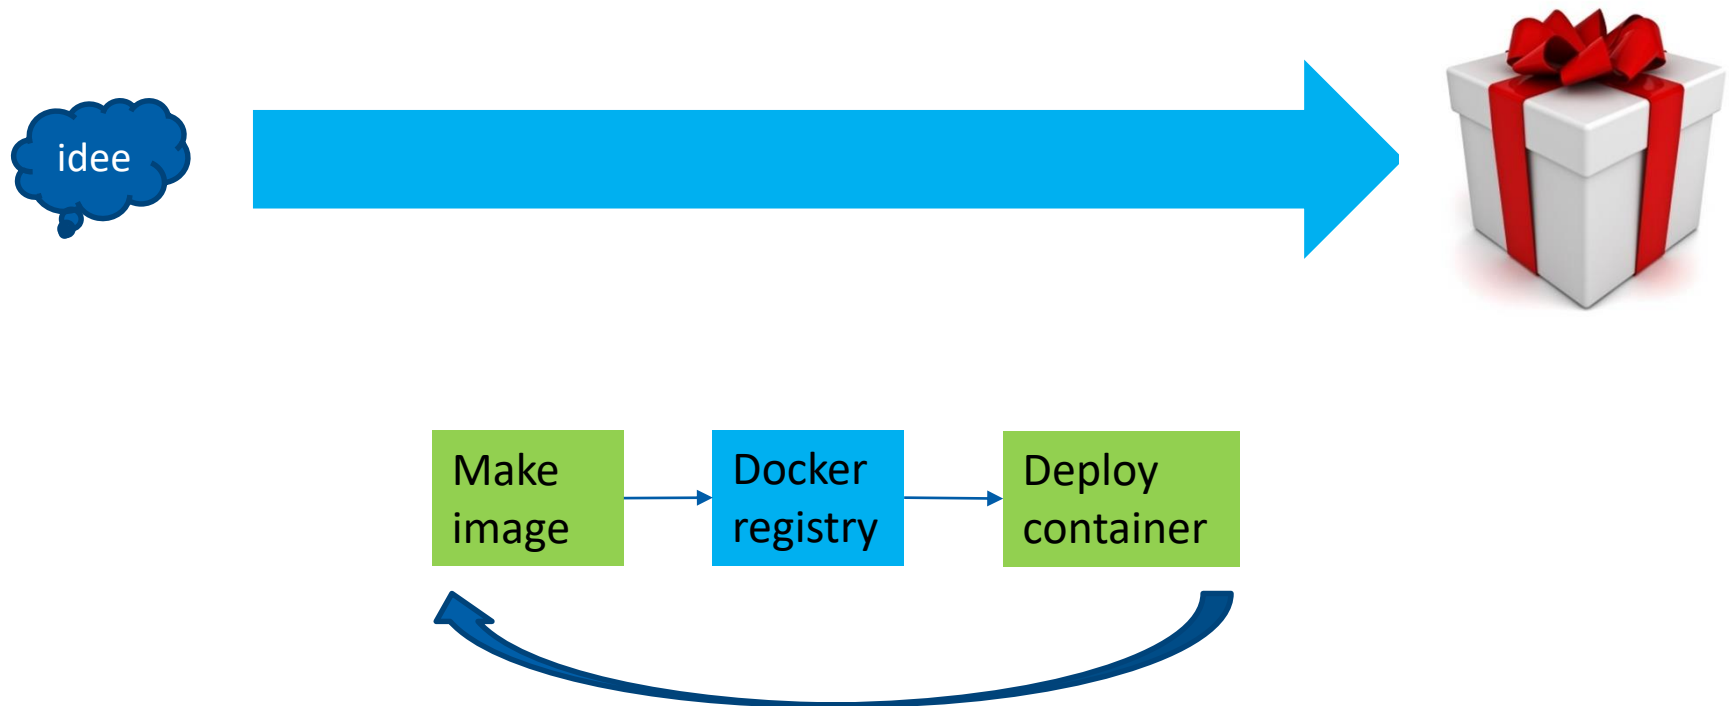 idee
Make
image
Docker
registry
Deploy
container